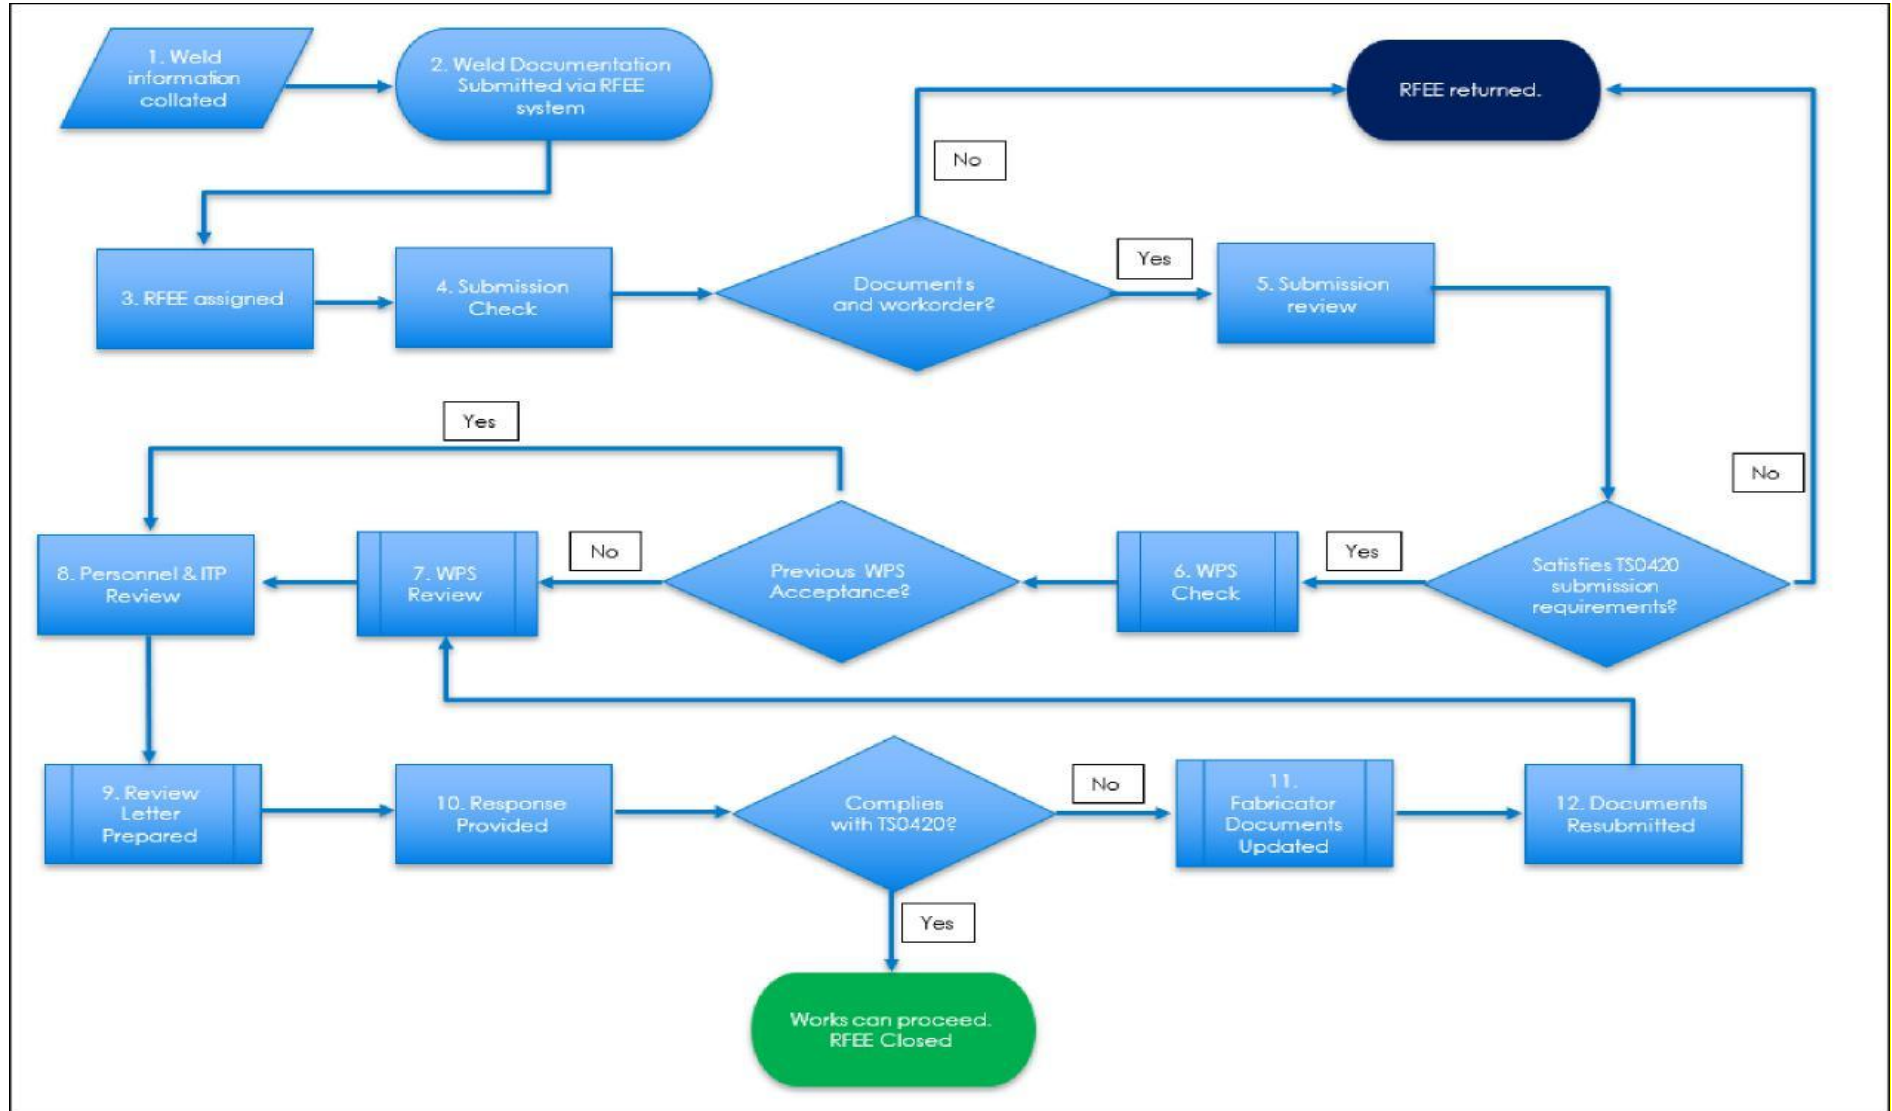 1. Weld
information
collated
2. Weld Documentation
Submitted via RFEE
system
RFEE returned.
No
3. RFEE assigned
4. Submission
Check
Documents
and workorder?
Yes
5. Submission
review
Yes
No
8. Personnel & ITP
Review
7. WPS
Review
No
Previous WPS
Acceptance?
6. WPS
Check
Yes
Satisfies TS0420
submission
requirements?
9. Review
Letter
Prepared
10. Response
Provided
Complies
with TS0420?
No
11.
Fabricator
Documents
Updated
12. Documents
Resubmitted
Yes
Works can proceed.
RFEE Closed